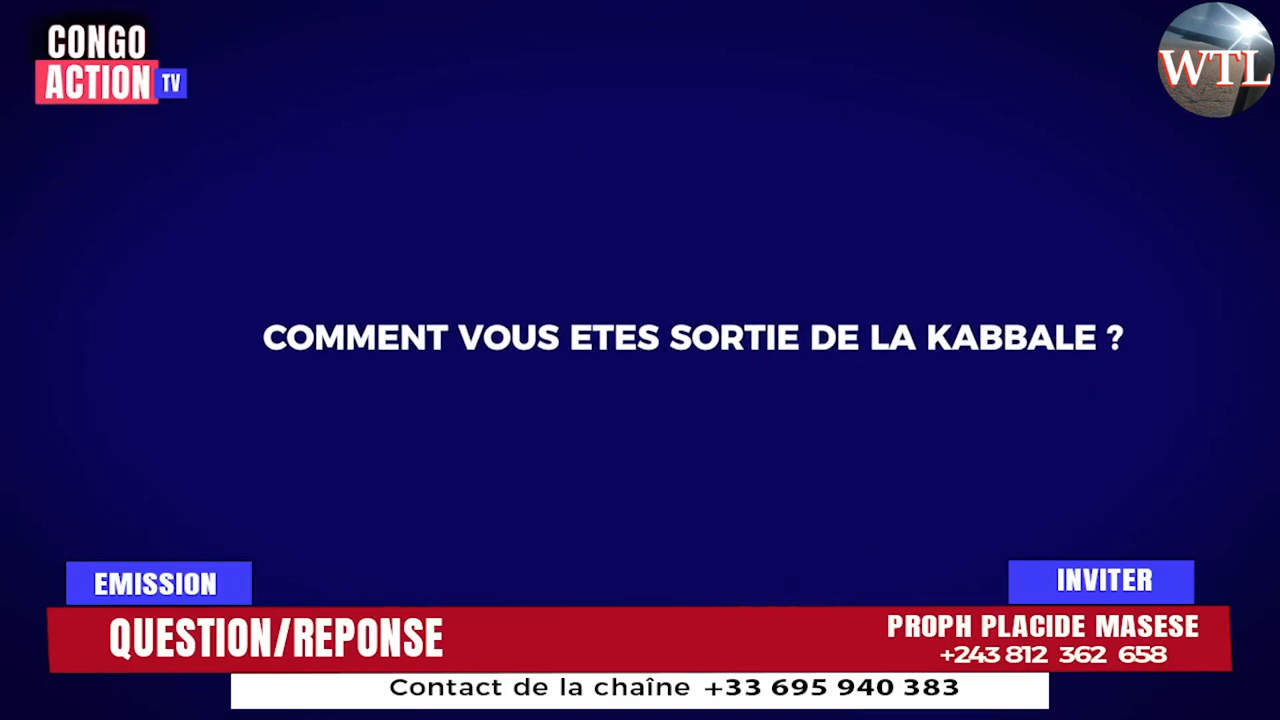 CONGO
ACTION TV
WTL
COMMENT VOUS ETES SORTIE DE LA KABBALE ?
EMISSION
INVITER
QUESTION/REPONSE
PROPH PLACIDE MASESE
+243 812 362 658
Contact de la chaîne +33 695 940 383